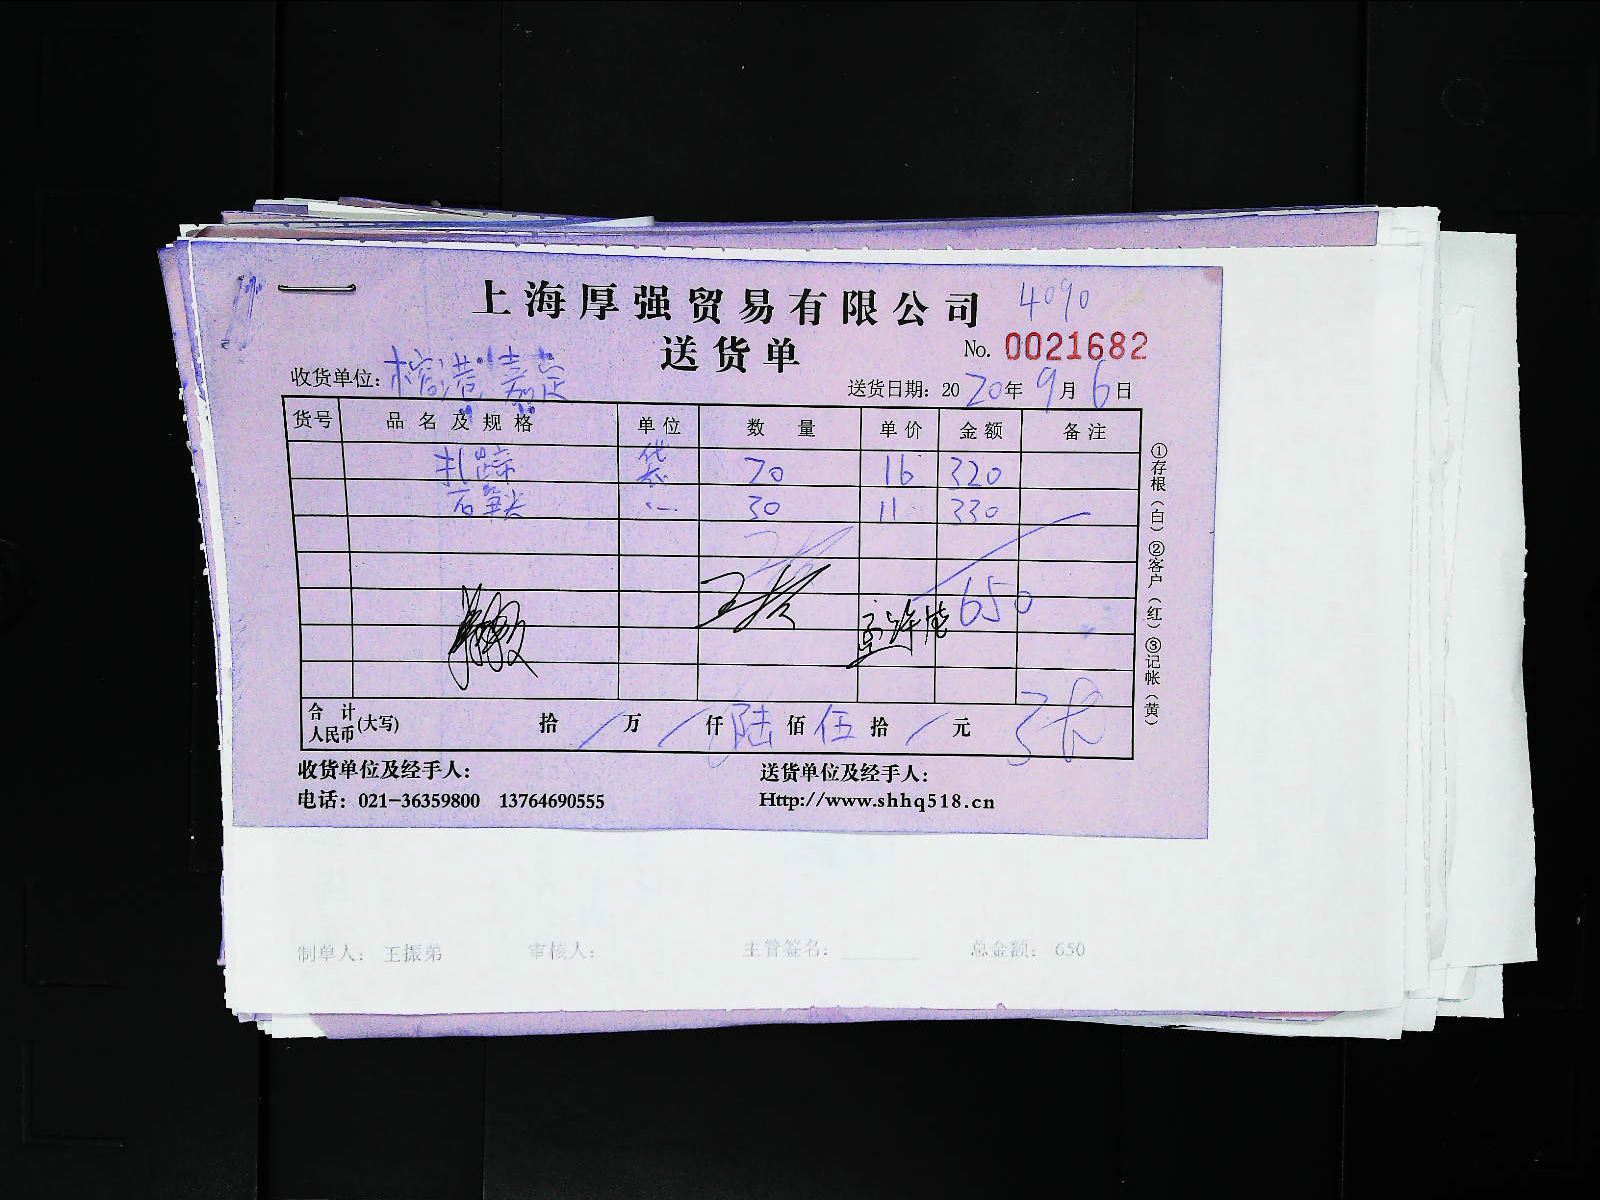 上海厚强贸易有限公司 4090
送货单 No. 0021682
收货单位: 榕港嘉定 送货日期: 2020年9月6日
货号 品名及规格 单位 数量 单价 金额 备注
袋 20 16 320
30 11 330
650
合计人民币(大写) 拾 / 万 / 仟 陆 佰 伍 拾 / 元
收货单位及经手人: 送货单位及经手人:
电话: 021-36359800 13764690555 Http://www.shhq518.cn
①存根(白)②客户(红)③记帐(黄)
制单人: 王振弟 审核人: 主管签名: 总金额: 650